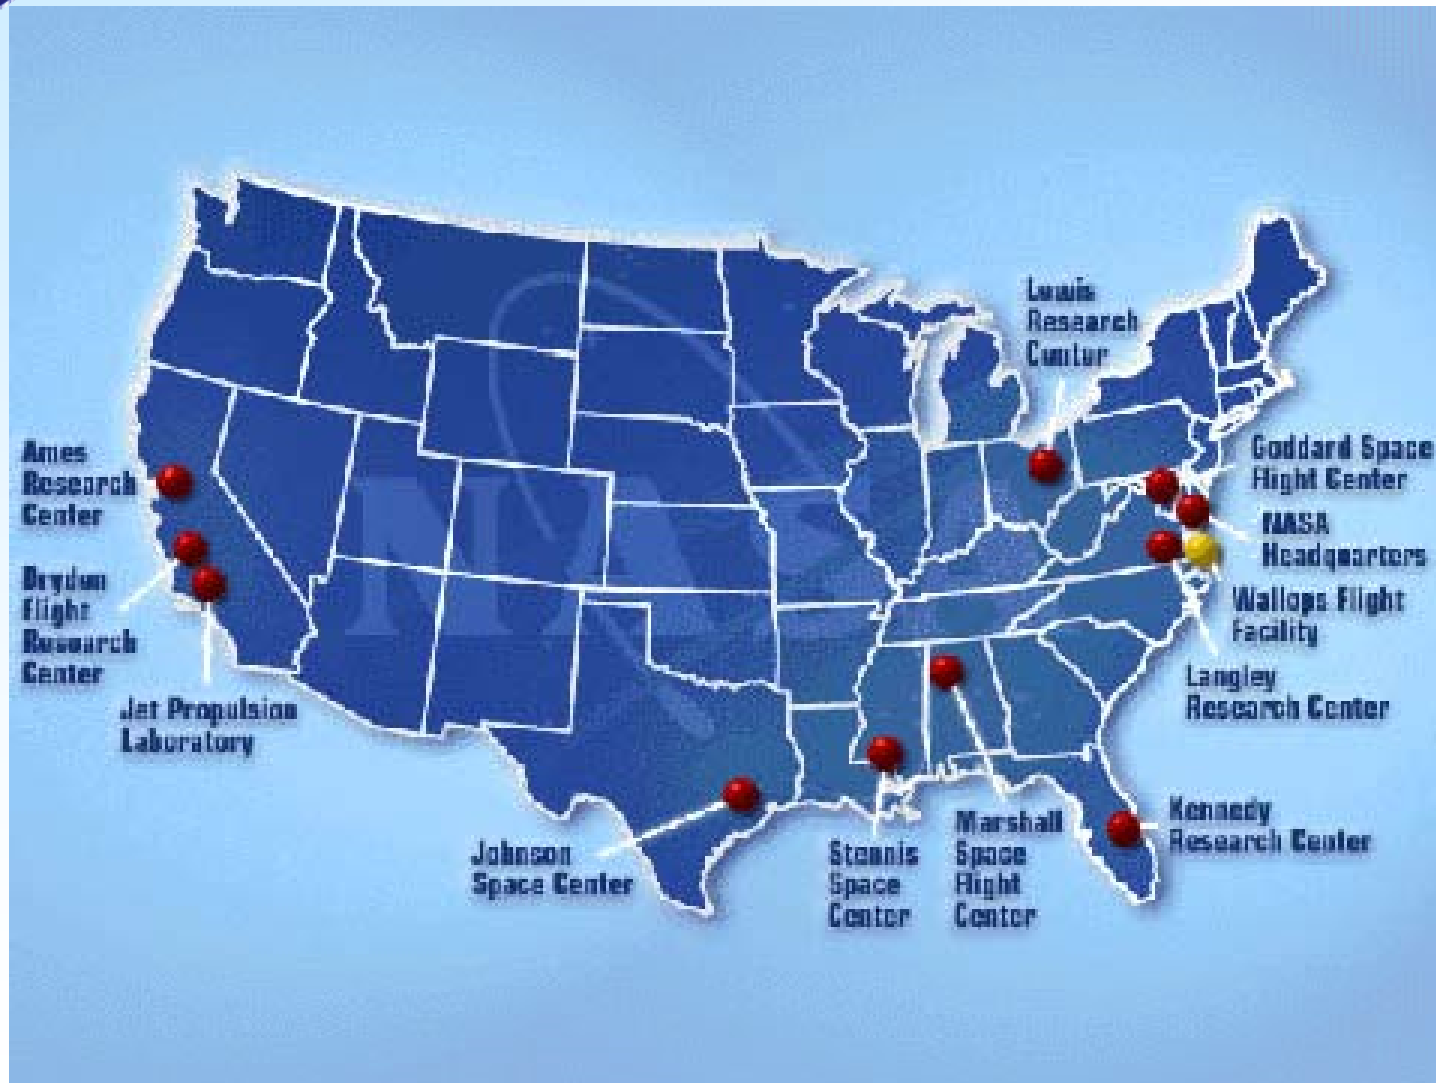 Lewis
Research
Center
Ames
Research
Center
Goddard Space
Flight Center
NASA
Headquarters
Dryden
Flight
Research
Center
Wallops Flight
Facility
Langley
Research Center
Jet Propulsion
Laboratory
Kennedy
Research Center
Marshall
Space
Flight
Center
Johnson
Space Center
Stennis
Space
Center
NASA